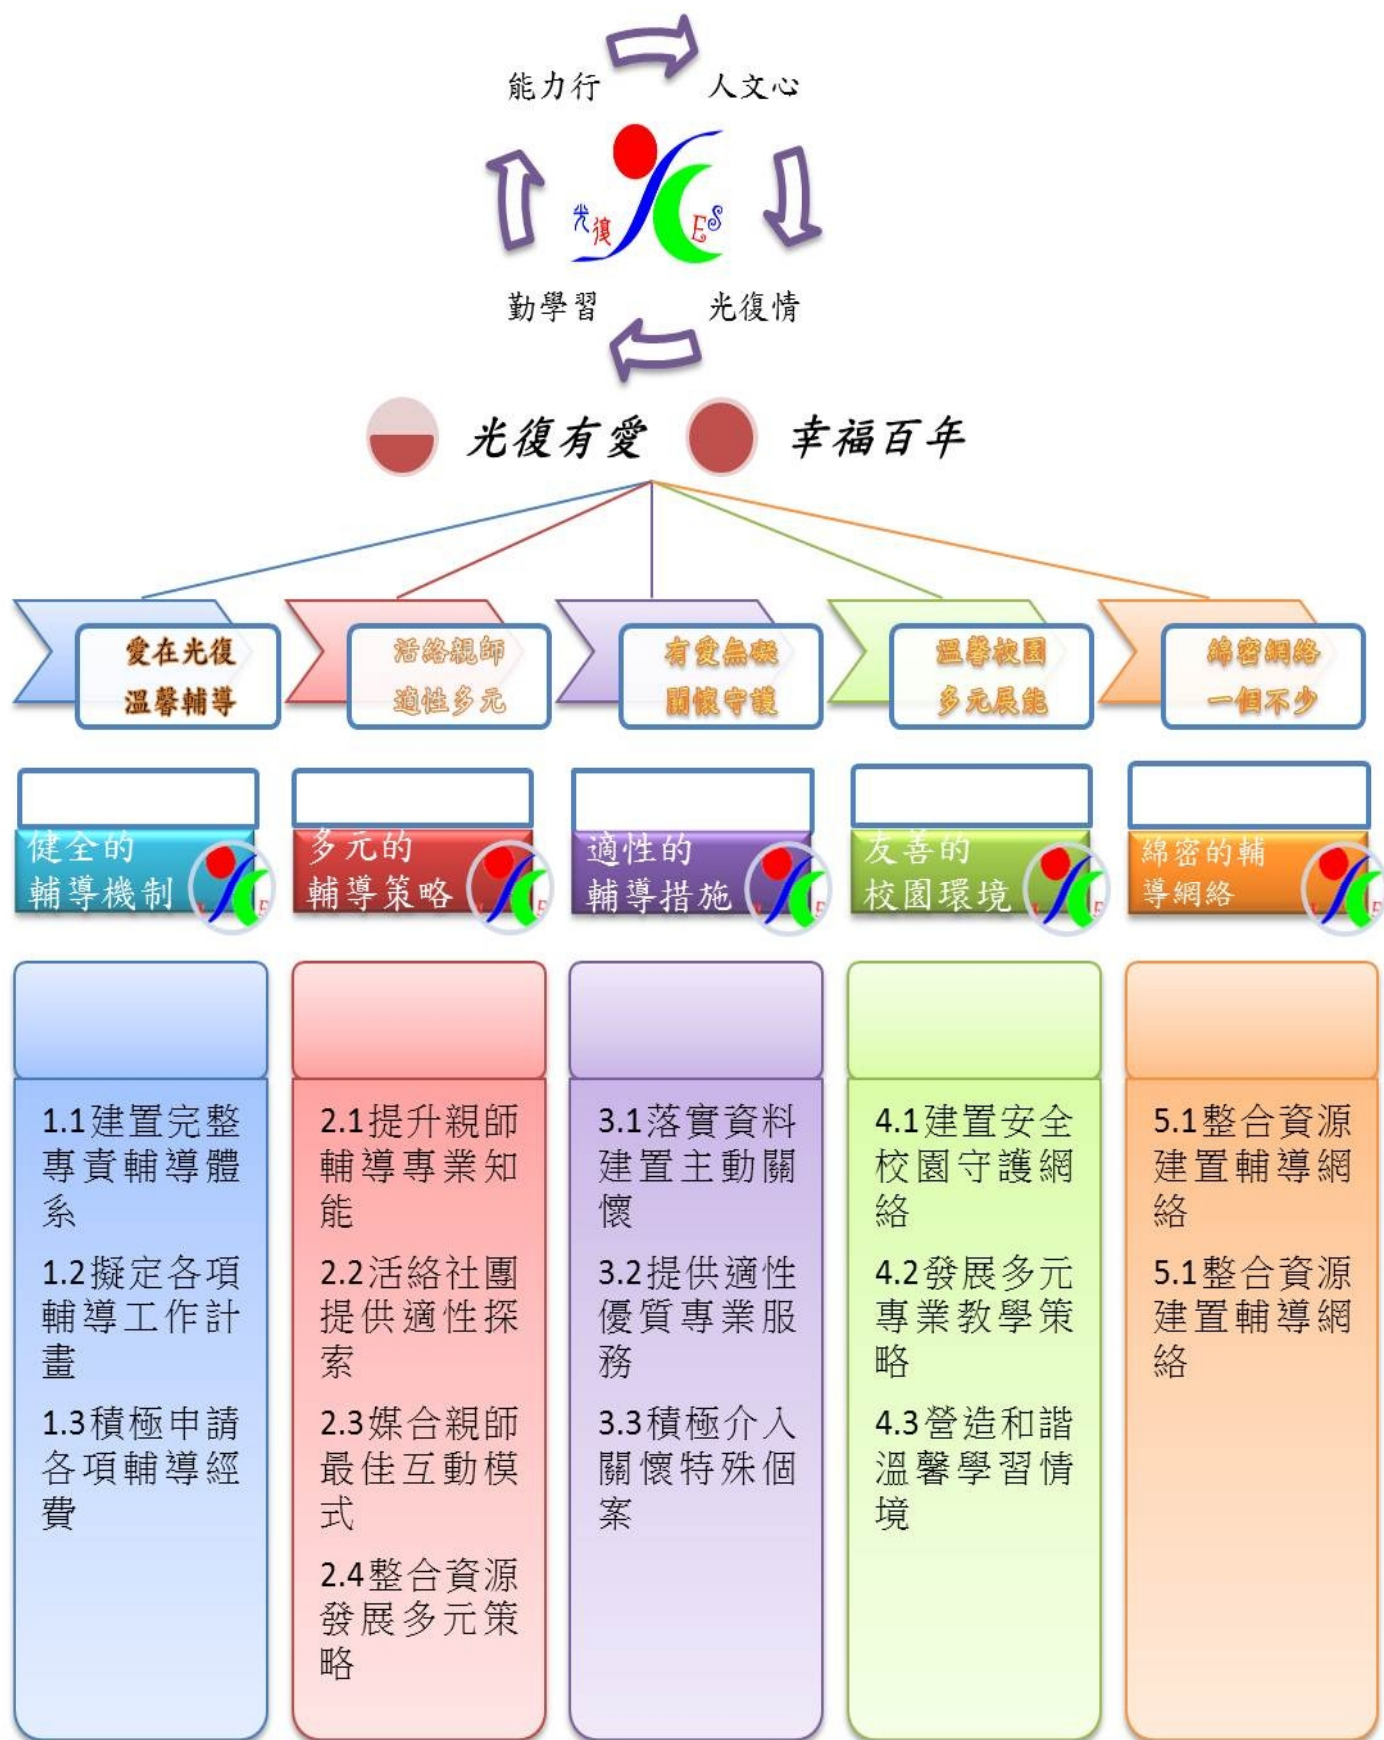 能力行
人文心
光復
ES
勤學習
光復情
光復有愛
幸福百年
愛在光復
溫馨輔導
活絡親師
適性多元
有愛無礙
關懷守護
溫馨校園
多元展能
綿密網絡
一個不少
健全的
輔導機制
多元的
輔導策略
適性的
輔導措施
友善的
校園環境
綿密的輔
導網絡
1.1建置完整
專責輔導體
系
1.2擬定各項
輔導工作計
畫
1.3積極申請
各項輔導經
費
2.1提升親師
輔導專業知
能
2.2活絡社團
提供適性探
索
2.3媒合親師
最佳互動模
式
2.4整合資源
發展多元策
略
3.1落實資料
建置主動關
懷
3.2提供適性
優質專業服
務
3.3積極介入
關懷特殊個
案
4.1建置安全
校園守護網
絡
4.2發展多元
專業教學策
略
4.3營造和諧
溫馨學習情
境
5.1整合資源
建置輔導網
絡
5.1整合資源
建置輔導網
絡